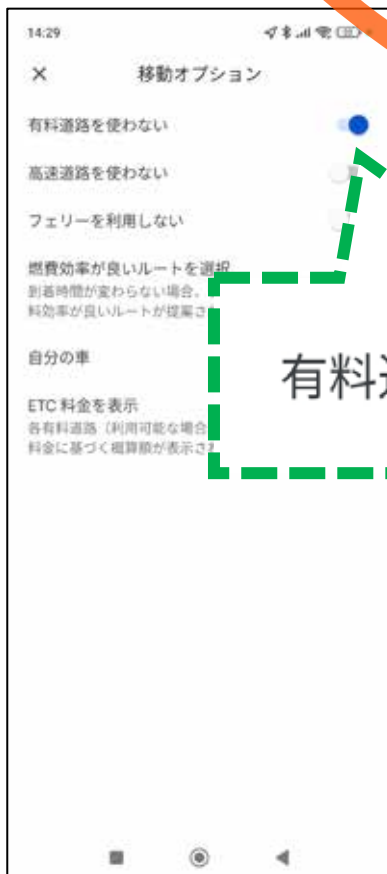 14:29
× 移動オプション
有料道路を使わない
高速道路を使わない
フェリーを利用しない
燃費効率が良いルートを選択
到着時間が変わらない場合、
料効率が良いルートが提案さ
自分の車
有料
ETC 料金を表示
各有料道路（利用可能な場合
料金に基づく概算額が表示さ